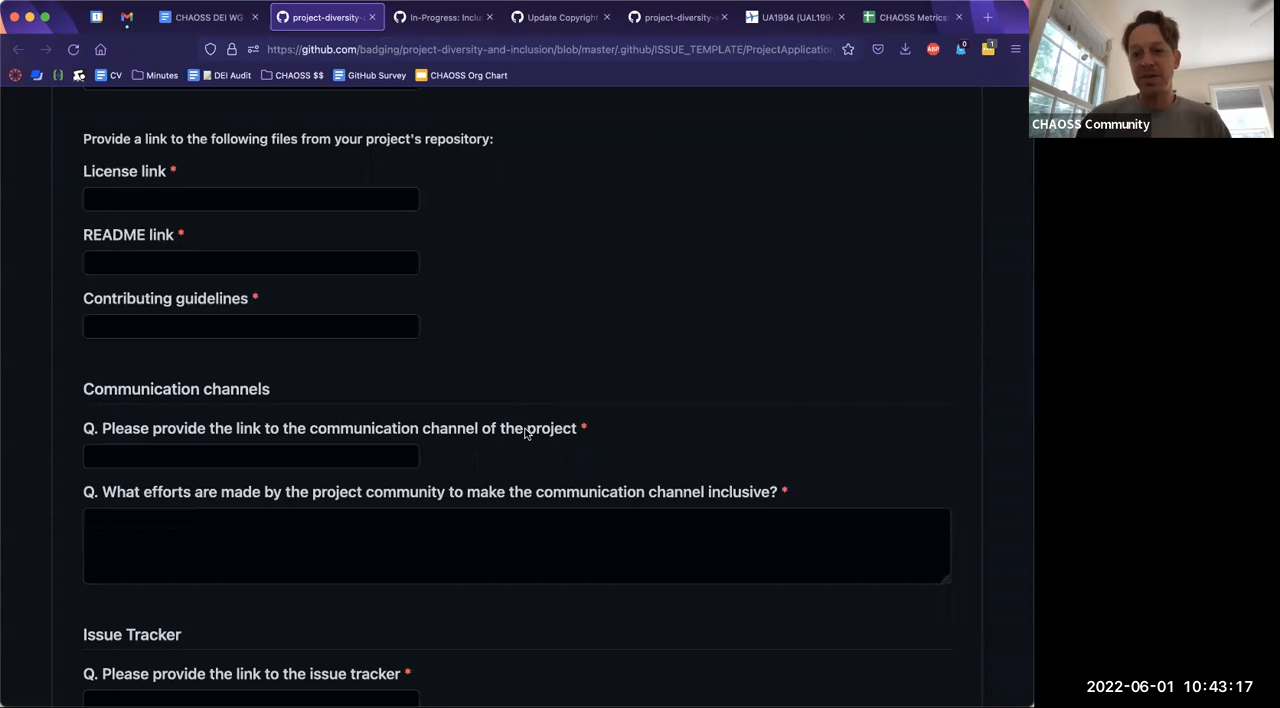 CHAOSS DEI WG
project-diversity-
In-Progress: Inclu
Update Copyright
project-diversity-
UA1994 (UAL199
CHAOSS Metrics
https://github.com/badging/project-diversity-and-inclusion/blob/master/.github/ISSUE_TEMPLATE/ProjectApplication
ABP
0
1
CV
Minutes
DEI Audit
CHAOSS $$
GitHub Survey
CHAOSS Org Chart
CHAOSS Community
Provide a link to the following files from your project's repository:
License link *
README link *
Contributing guidelines *
Communication channels
Q. Please provide the link to the communication channel of the project *
Q. What efforts are made by the project community to make the communication channel inclusive? *
Issue Tracker
Q. Please provide the link to the issue tracker *
2022-06-01 10:43:17